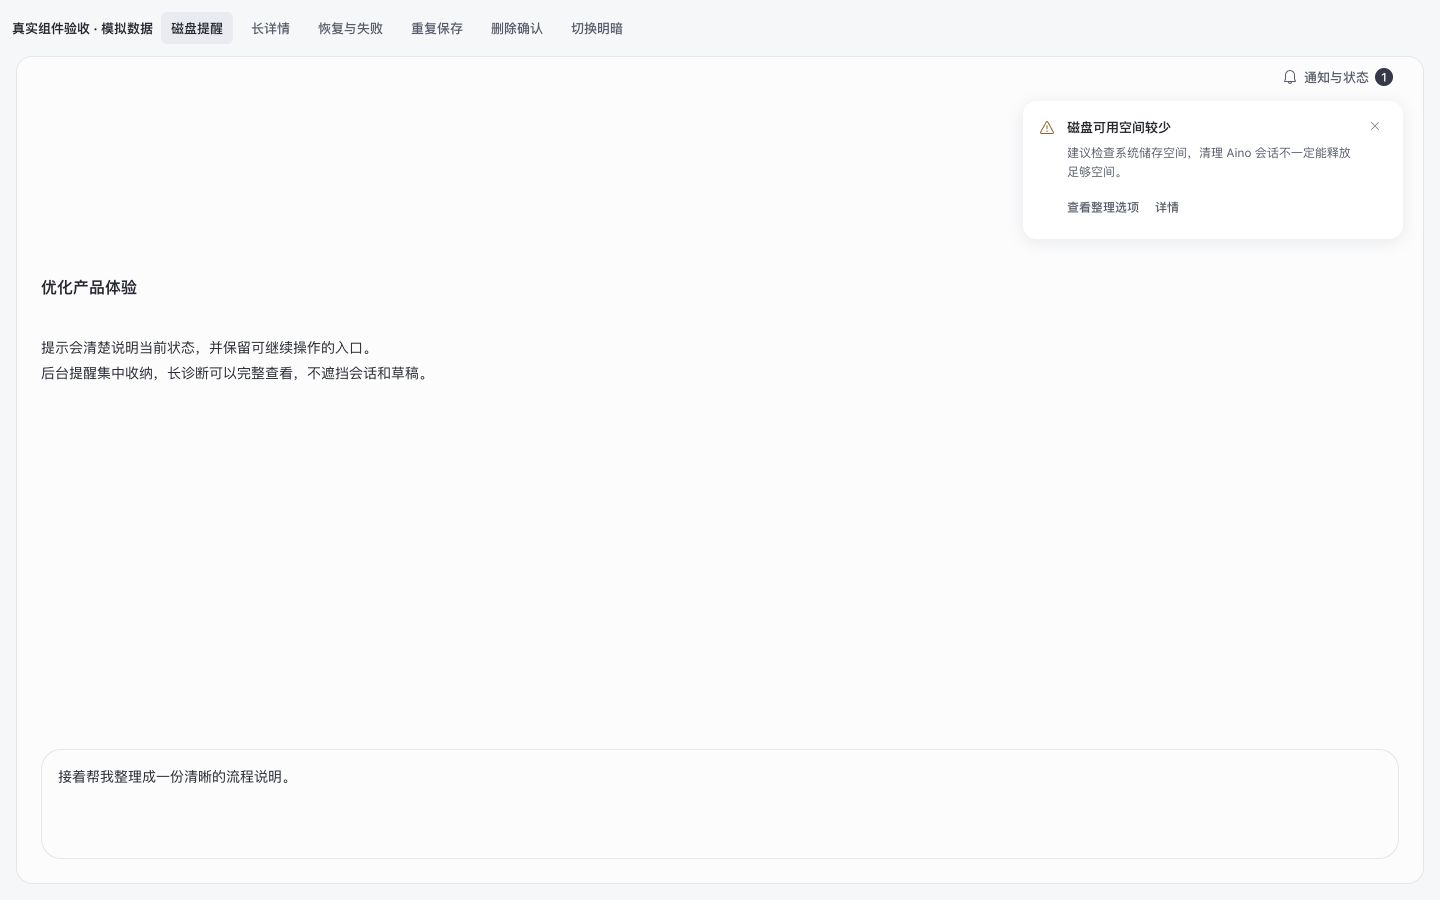 真实组件验收 · 模拟数据 磁盘提醒 长详情 恢复与失败 重复保存 删除确认 切换明暗
通知与状态 1
磁盘可用空间较少
建议检查系统储存空间，清理 Aino 会话不一定能释放
足够空间。
查看整理选项 详情
优化产品体验
提示会清楚说明当前状态，并保留可继续操作的入口。
后台提醒集中收纳，长诊断可以完整查看，不遮挡会话和草稿。
接着帮我整理成一份清晰的流程说明。